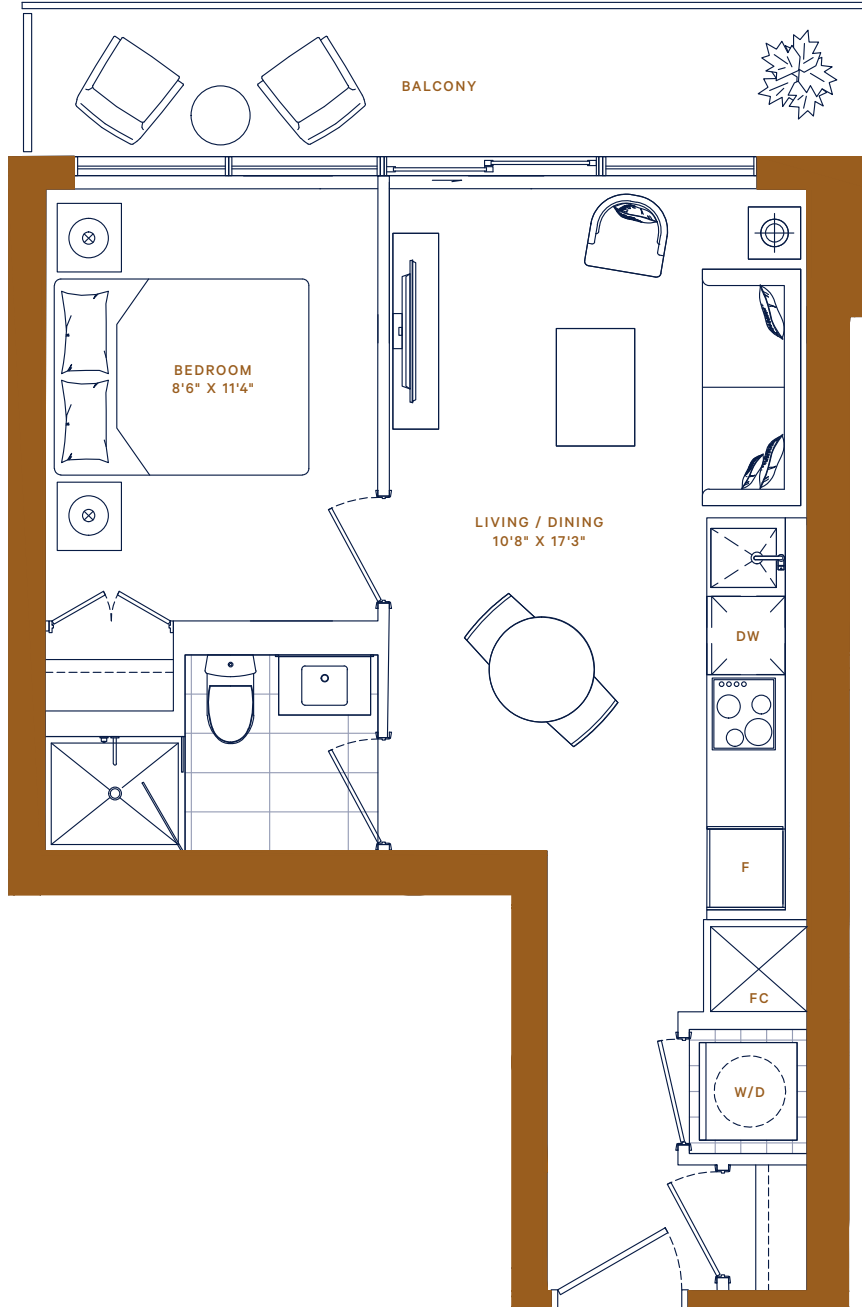 BALCONY
BEDROOM
8'6" X 11'4"
LIVING / DINING
10'8" X 17'3"
DW
F
FC
W/D